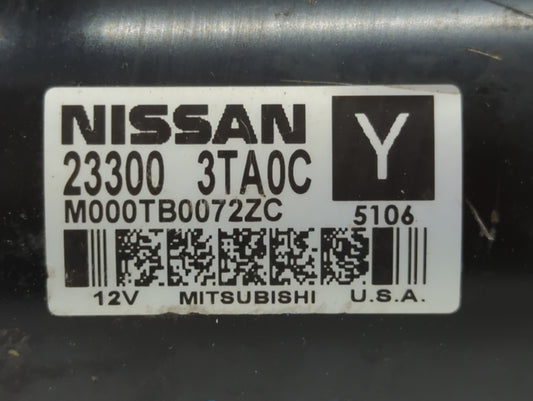 NISSAN
Y
23300 3TA0C
M000TB0072ZC 5106
12V MITSUBISHI U.S.A.